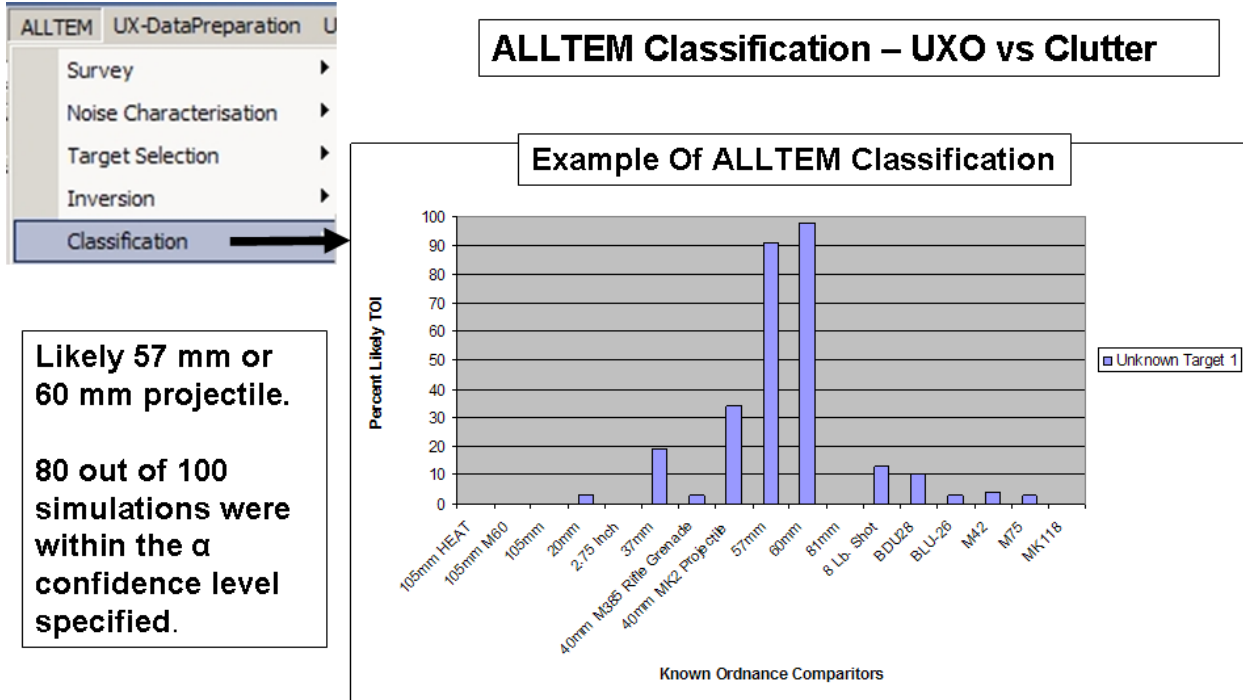 ALLTEM UX-DataPreparation U
Survey
Noise Characterisation
Target Selection
Inversion
Classification
ALLTEM Classification – UXO vs Clutter
Example Of ALLTEM Classification
Likely 57 mm or
60 mm projectile.
80 out of 100
simulations were
within the α
confidence level
specified.
Percent Likely TOI
100
90
80
70
60
50
40
30
20
10
0
105mm HEAT
105mm M60
105mm
20mm
2.75 Inch
37mm
40mm M385 Rifle Grenade
40mm MK2 Projectile
57mm
60mm
81mm
8 Lb. Shot
BDU28
BLU-26
M42
M75
MK118
Known Ordnance Comparitors
Unknown Target 1